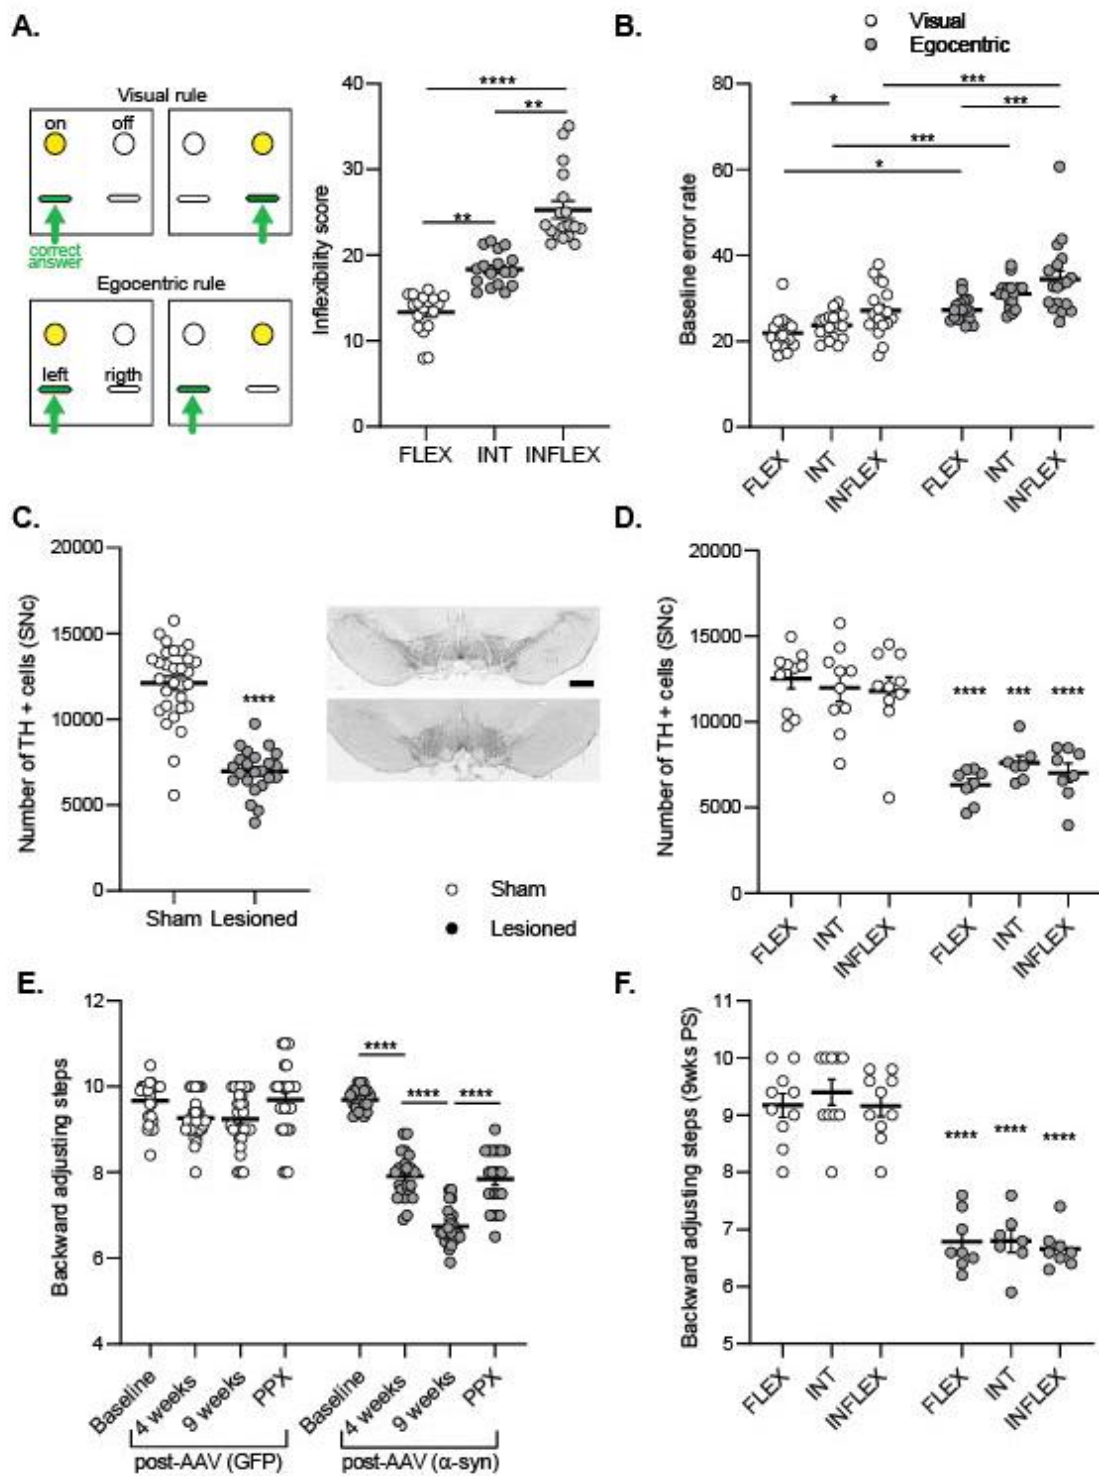 A.
Visual rule
on off
correct
answer
Egocentric rule
left rigth
Inflexibility score
40
30
20
10
0
****
**
**
FLEX INT INFLEX
B.
Visual
Egocentric
Baseline error rate
80
60
40
20
0
***
*
***
***
*
FLEX
INT
INFLEX
FLEX
INT
INFLEX
C.
Number of TH + cells (SNc)
20000
15000
10000
5000
0
****
Sham Lesioned
Sham
Lesioned
D.
Number of TH + cells (SNc)
20000
15000
10000
5000
0
**** *** ****
FLEX
INT
INFLEX
FLEX
INT
INFLEX
E.
Backward adjusting steps
12
10
8
6
4
****
**** ****
Baseline
4 weeks
9 weeks
PPX
Baseline
4 weeks
9 weeks
PPX
post-AAV (GFP) post-AAV (α-syn)
F.
Backward adjusting steps (9wks PS)
11
10
9
8
7
6
5
**** **** ****
FLEX
INT
INFLEX
FLEX
INT
INFLEX